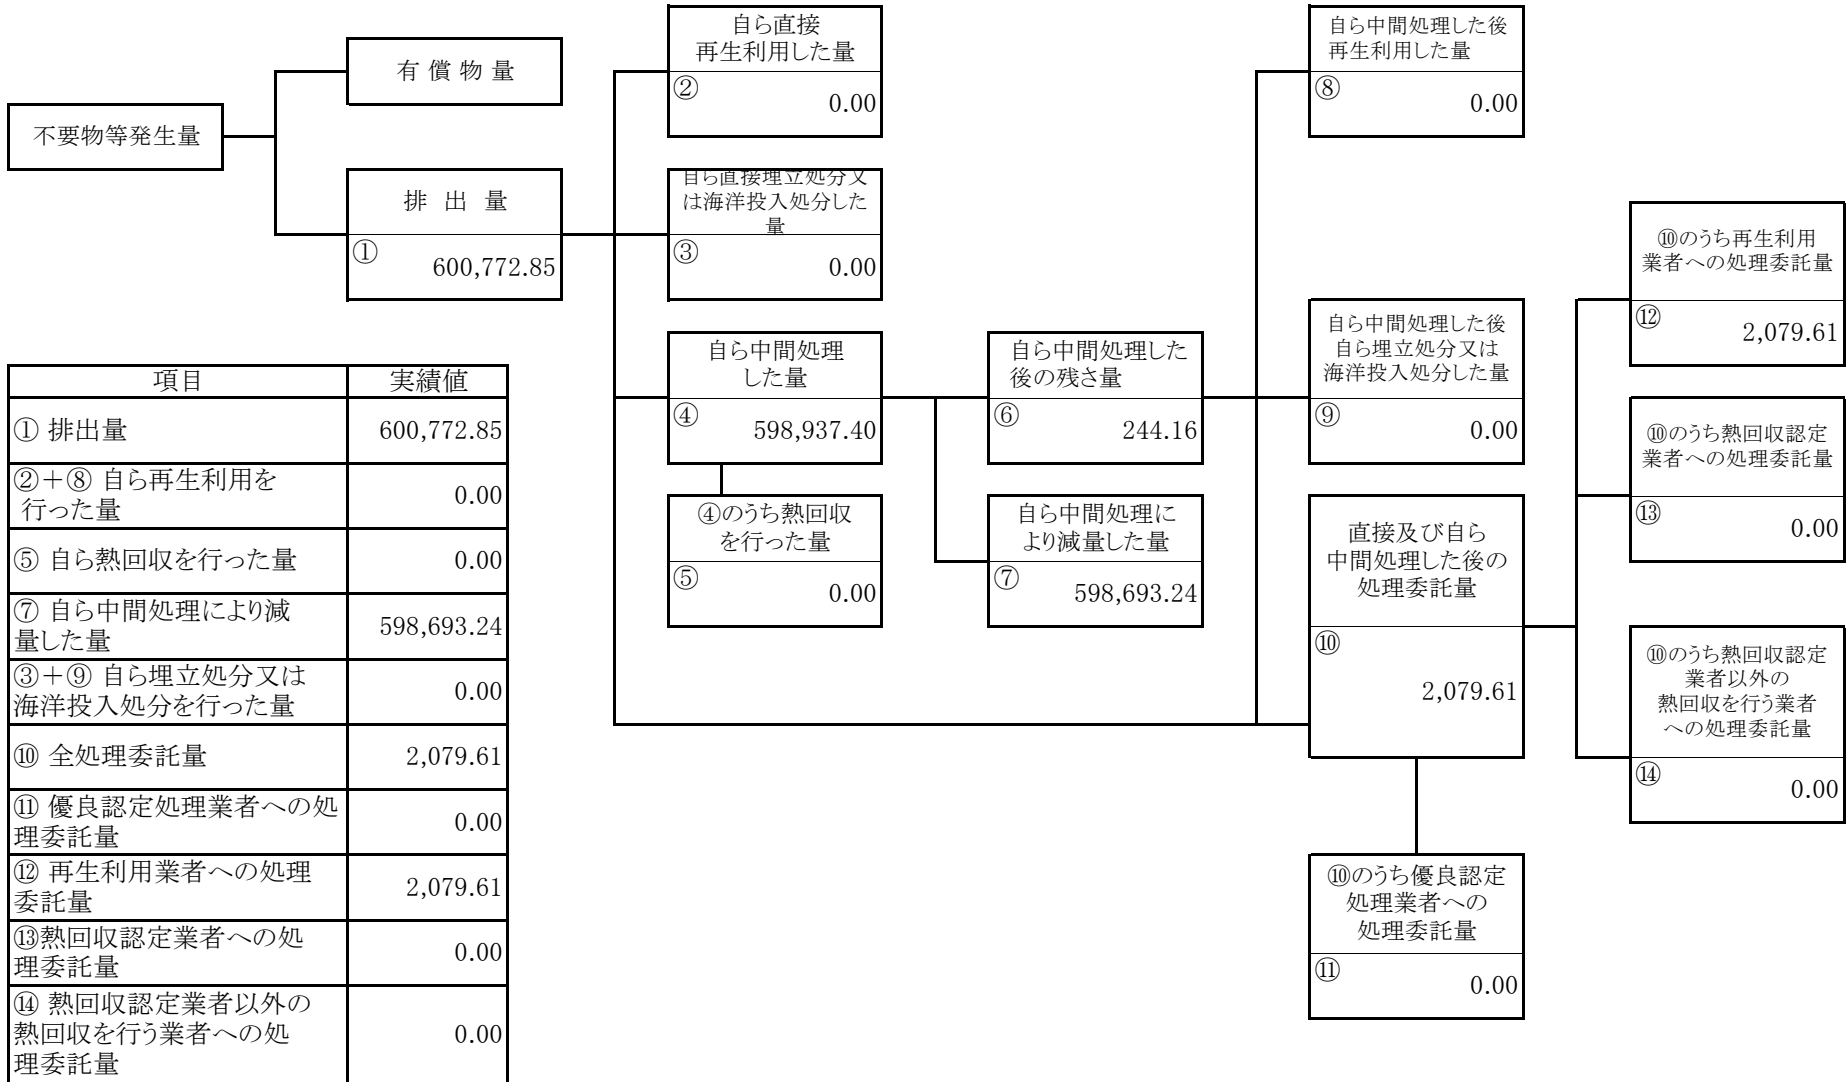 不要物等発生量
有 償 物 量
排 出 量
①
600,772.85
自ら直接
再生利用した量
②
0.00
自ら直接埋立処分又
は海洋投入処分した
量
③
0.00
自ら中間処理
した量
④
598,937.40
④のうち熱回収
を行った量
⑤
0.00
自ら中間処理した
後の残さ量
⑥
244.16
自ら中間処理に
より減量した量
⑦
598,693.24
自ら中間処理した後
再生利用した量
⑧
0.00
自ら中間処理した後
自ら埋立処分又は
海洋投入処分した量
⑨
0.00
直接及び自ら
中間処理した後の
処理委託量
⑩
2,079.61
⑩のうち優良認定
処理業者への
処理委託量
⑪
0.00
⑩のうち再生利用
業者への処理委託量
⑫
2,079.61
⑩のうち熱回収認定
業者への処理委託量
⑬
0.00
⑩のうち熱回収認定
業者以外の
熱回収を行う業者
への処理委託量
⑭
0.00
項目 実績値
① 排出量 600,772.85
②+⑧ 自ら再生利用を
行った量
0.00
⑤ 自ら熱回収を行った量 0.00
⑦ 自ら中間処理により減
量した量
598,693.24
③+⑨ 自ら埋立処分又は
海洋投入処分を行った量
0.00
⑩ 全処理委託量 2,079.61
⑪ 優良認定処理業者への処
理委託量
0.00
⑫ 再生利用業者への処理
委託量
2,079.61
⑬熱回収認定業者への処
理委託量
0.00
⑭ 熱回収認定業者以外の
熱回収を行う業者への処
理委託量
0.00